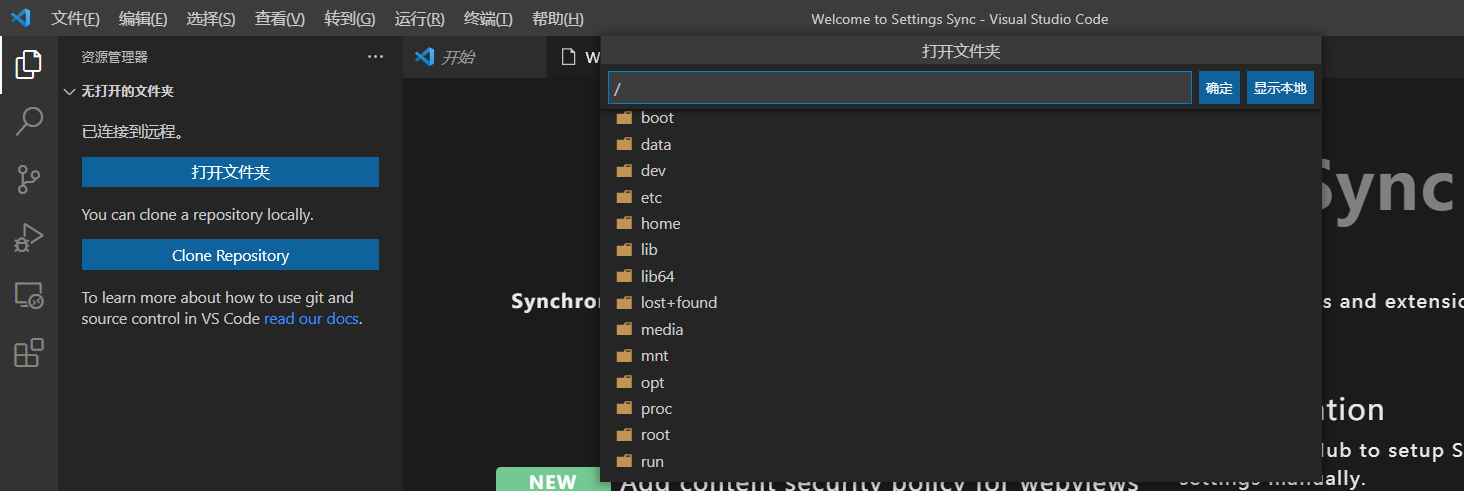 文件(F) 编辑(E) 选择(S) 查看(V) 转到(G) 运行(R) 终端(T) 帮助(H) Welcome to Settings Sync - Visual Studio Code
资源管理器 ···
开始
W
打开文件夹
/
确定
显示本地
无打开的文件夹
已连接到远程。
打开文件夹
You can clone a repository locally.
Clone Repository
To learn more about how to use git and
source control in VS Code read our docs.
boot
data
dev
etc
home
lib
lib64
lost+found
media
mnt
opt
proc
root
run
Sync
Synchro
s and extensio
tion
to setup S
settings manually.
NEW
Add content security policy for webviews